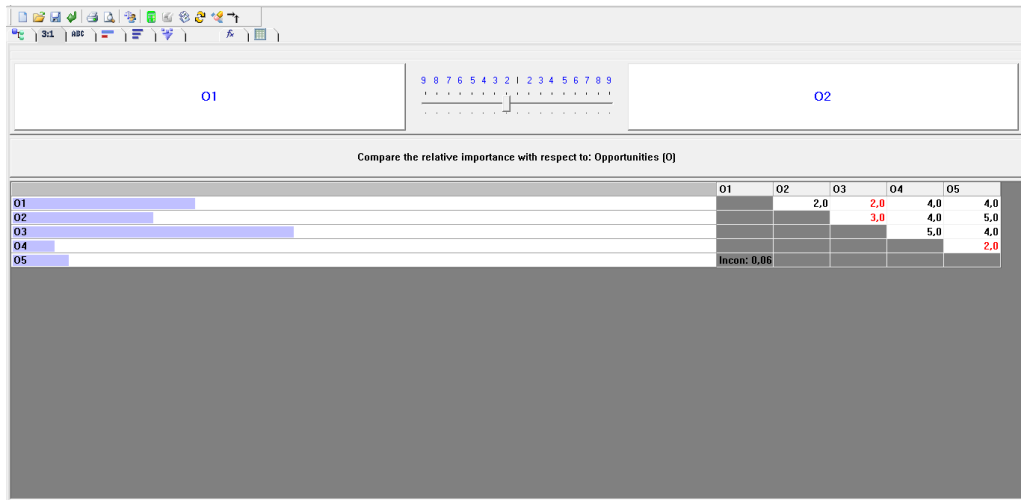 3:1 ABC fx
O1
9 8 7 6 5 4 3 2 1 2 3 4 5 6 7 8 9
O2
Compare the relative importance with respect to: Opportunities (O)
O1 O2 O3 O4 O5
O1 2,0 2,0 4,0 4,0
O2 3,0 4,0 5,0
O3 5,0 4,0
O4 2,0
O5 Incon: 0,06